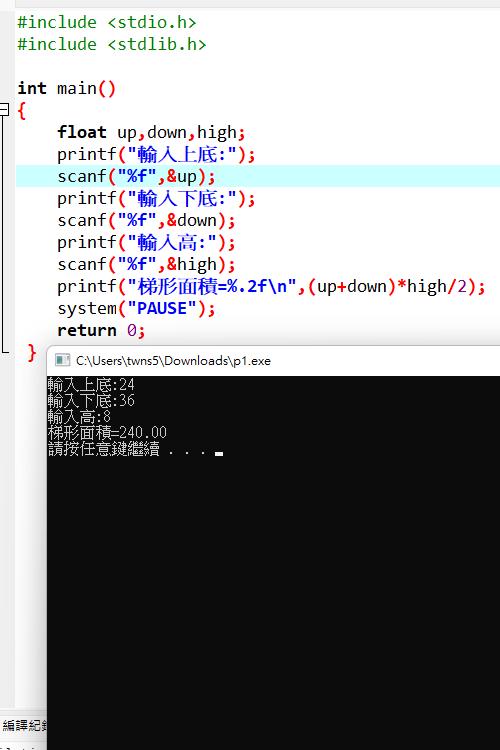 #include <stdio.h>
#include <stdlib.h>
int main()
{
float up,down,high;
printf("輸入上底:");
scanf("%f",&up);
printf("輸入下底:");
scanf("%f",&down);
printf("輸入高:");
scanf("%f",&high);
printf("梯形面積=%.2f\n",(up+down)*high/2);
system("PAUSE");
return 0;
}
C:\Users\twns5\Downloads\p1.exe
輸入上底:24
輸入下底:36
輸入高:8
梯形面積=240.00
請按任意鍵繼續 . . .
編譯紀錄